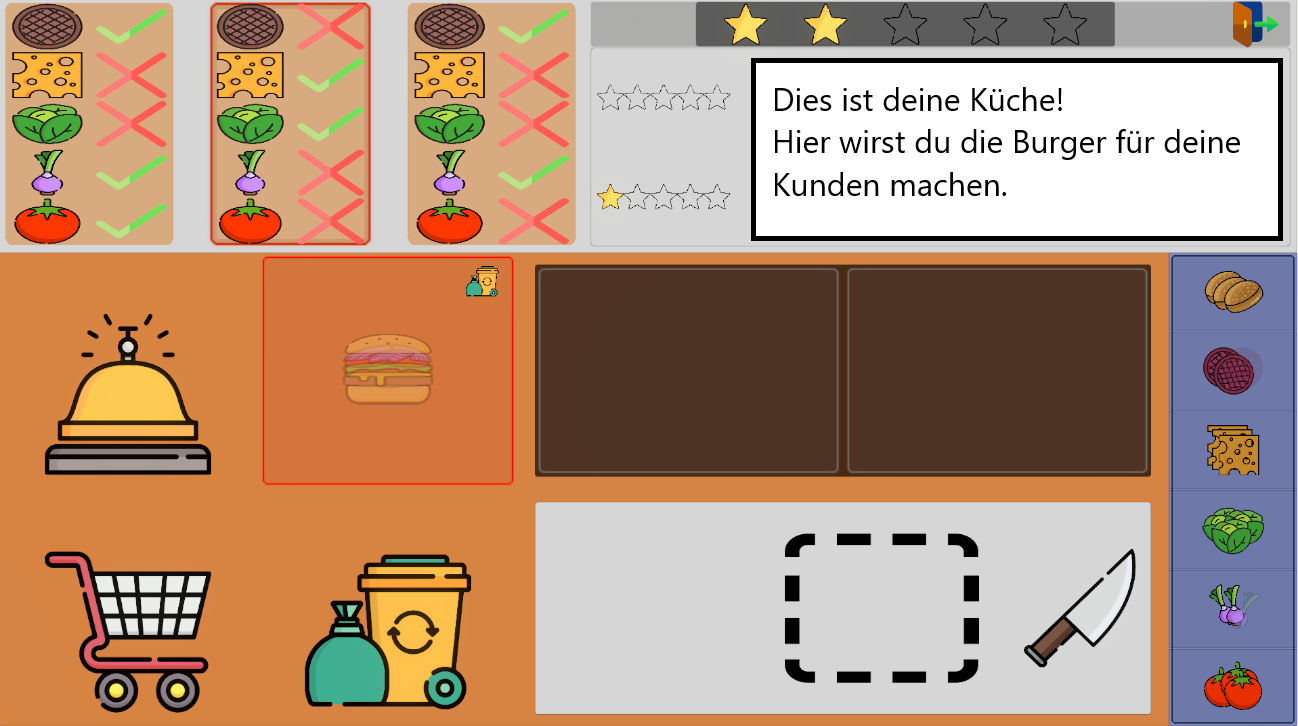 Dies ist deine Küche!
Hier wirst du die Burger für deine
Kunden machen.